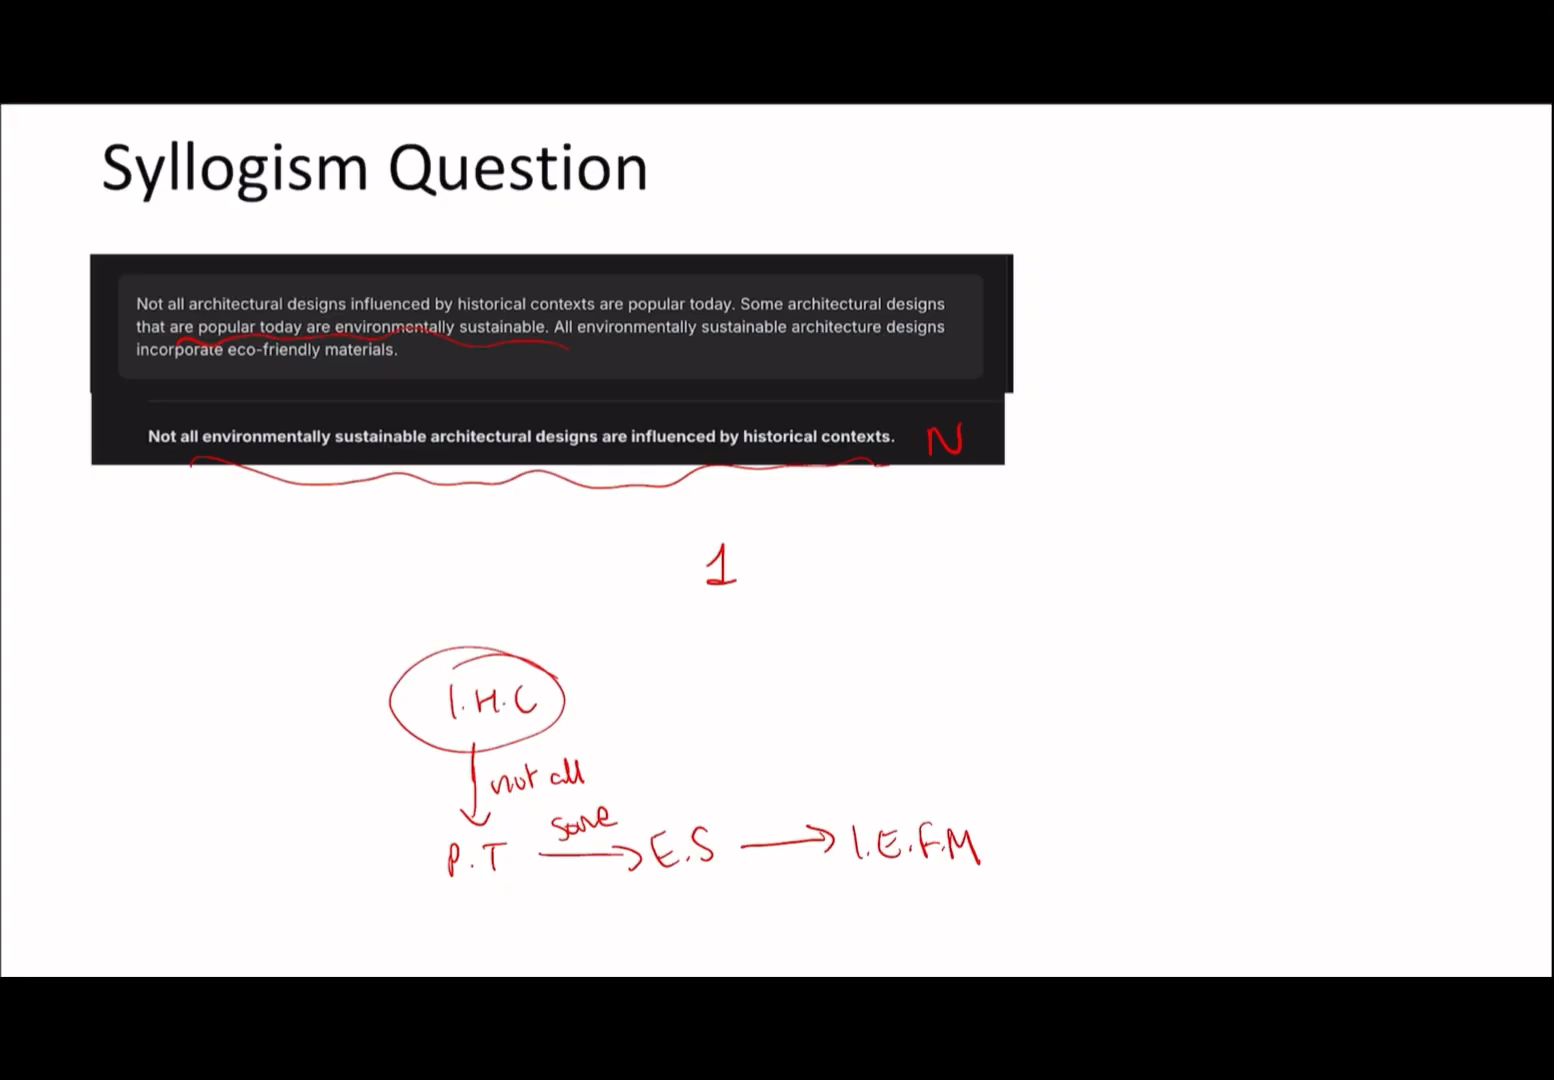 Syllogism Question
Not all architectural designs influenced by historical contexts are popular today. Some architectural designs
that are popular today are environmentally sustainable. All environmentally sustainable architecture designs
incorporate eco-friendly materials.
Not all environmentally sustainable architectural designs are influenced by historical contexts. N
1
I.H.C
not all
some
P.T E.S I.E.F.M